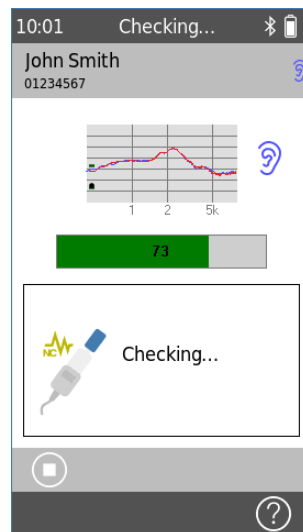 10:01 Checking...
John Smith
01234567
1 2 5k
73
NC
Checking...
?